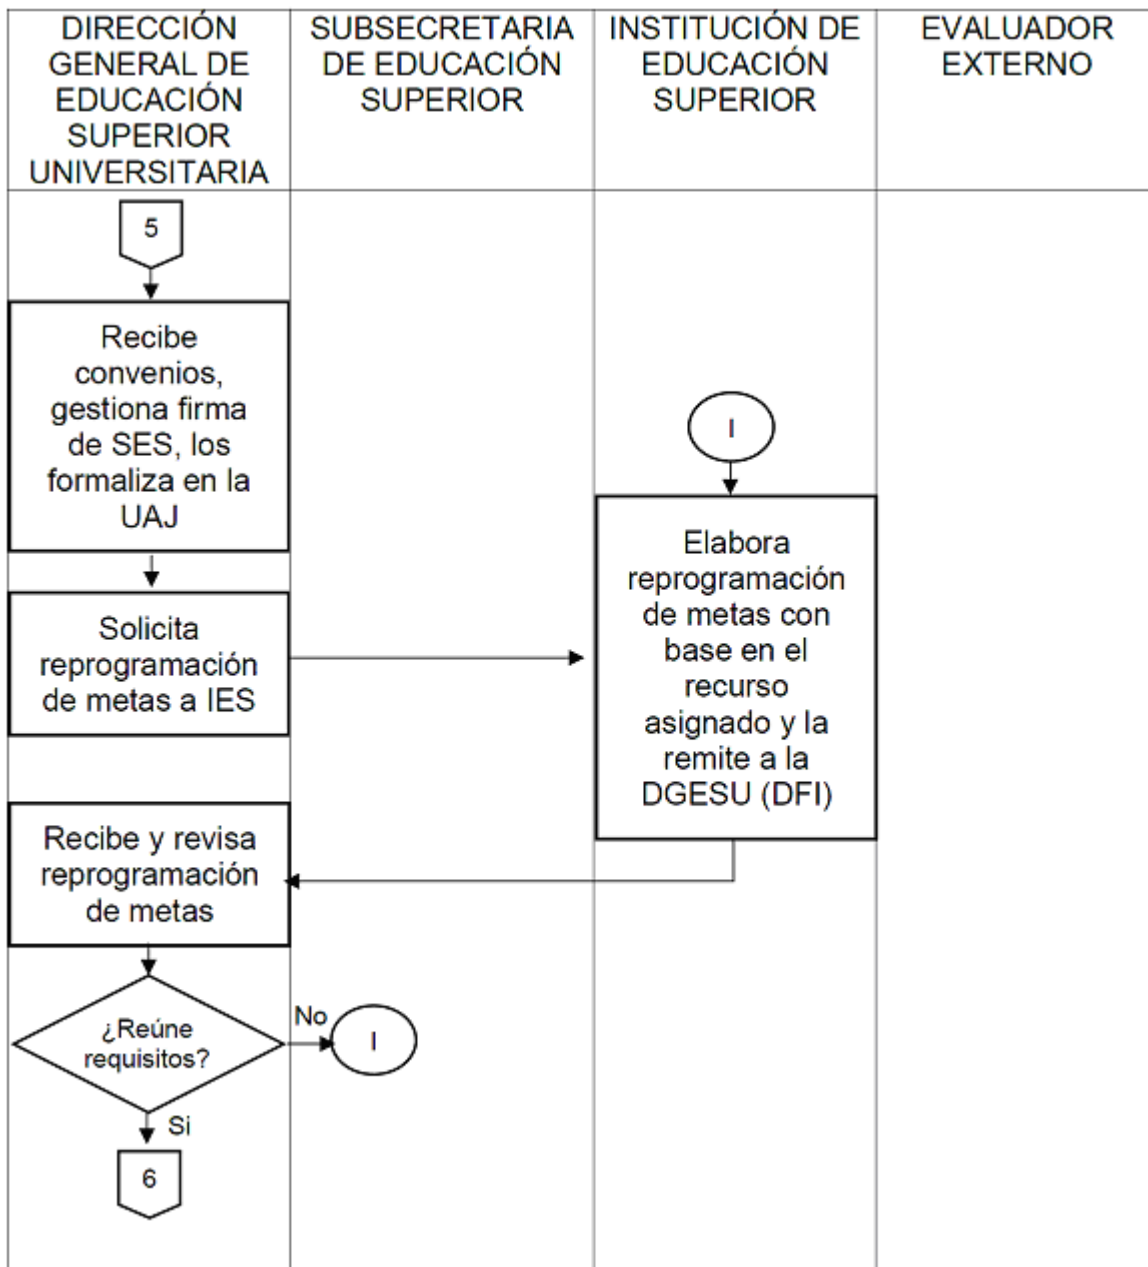 DIRECCIÓN
GENERAL DE
EDUCACIÓN
SUPERIOR
UNIVERSITARIA
SUBSECRETARIA
DE EDUCACIÓN
SUPERIOR
INSTITUCIÓN DE
EDUCACIÓN
SUPERIOR
EVALUADOR
EXTERNO
5
Recibe
convenios,
gestiona firma
de SES, los
formaliza en la
UAJ
Solicita
reprogramación
de metas a IES
I
Elabora
reprogramación
de metas con
base en el
recurso
asignado y la
remite a la
DGESU (DFI)
Recibe y revisa
reprogramación
de metas
¿Reúne
requisitos?
No
I
Si
6